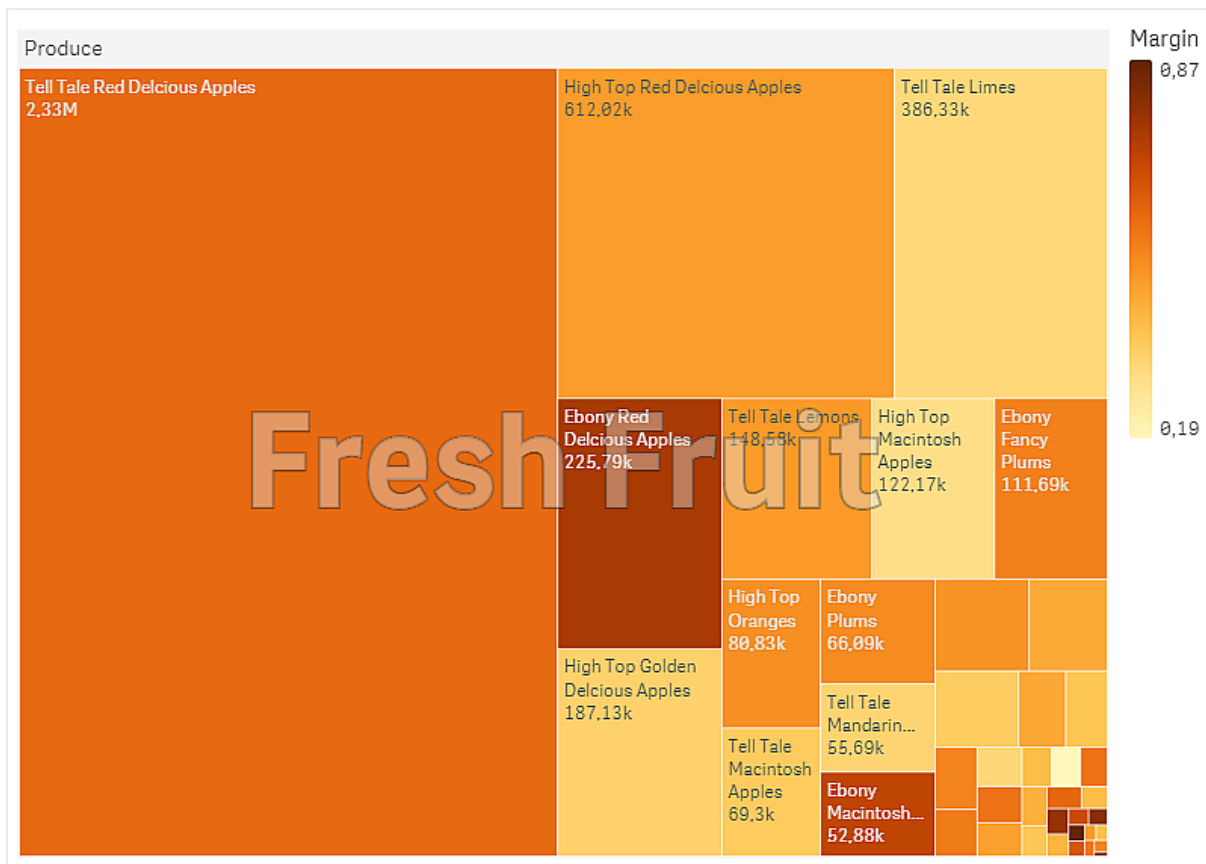 Produce
Margin
0,87
0,19
Tell Tale Red Delcious Apples
2,33M
High Top Red Delcious Apples
612,02k
Tell Tale Limes
386,33k
Fresh Fruit
Ebony Red
Delcious Apples
225,79k
Tell Tale Lemons
148,58k
High Top
Macintosh
Apples
122,17k
Ebony
Fancy
Plums
111,69k
High Top Golden
Delcious Apples
187,13k
High Top
Oranges
80,83k
Ebony
Plums
66,09k
Tell Tale
Macintosh
Apples
69,3k
Tell Tale
Mandarin...
55,69k
Ebony
Macintosh...
52,88k